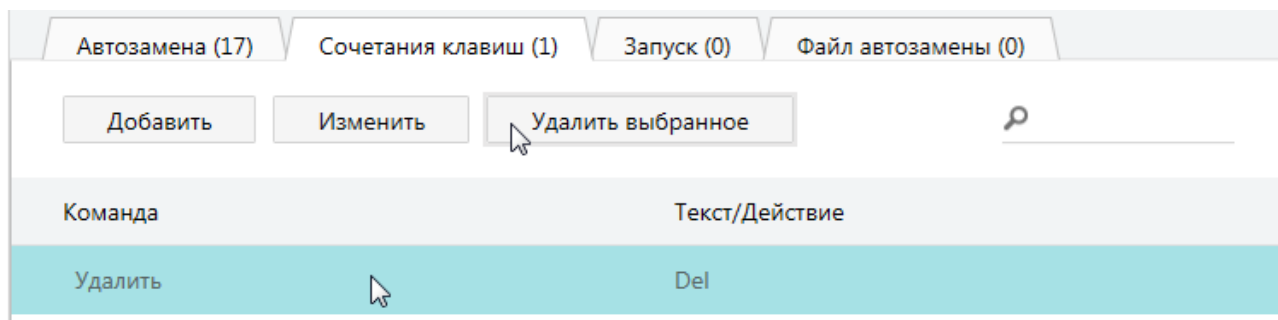 Автозамена (17) Сочетания клавиш (1) Запуск (0) Файл автозамены (0)
Добавить Изменить Удалить выбранное
Команда Текст/Действие
Удалить Del